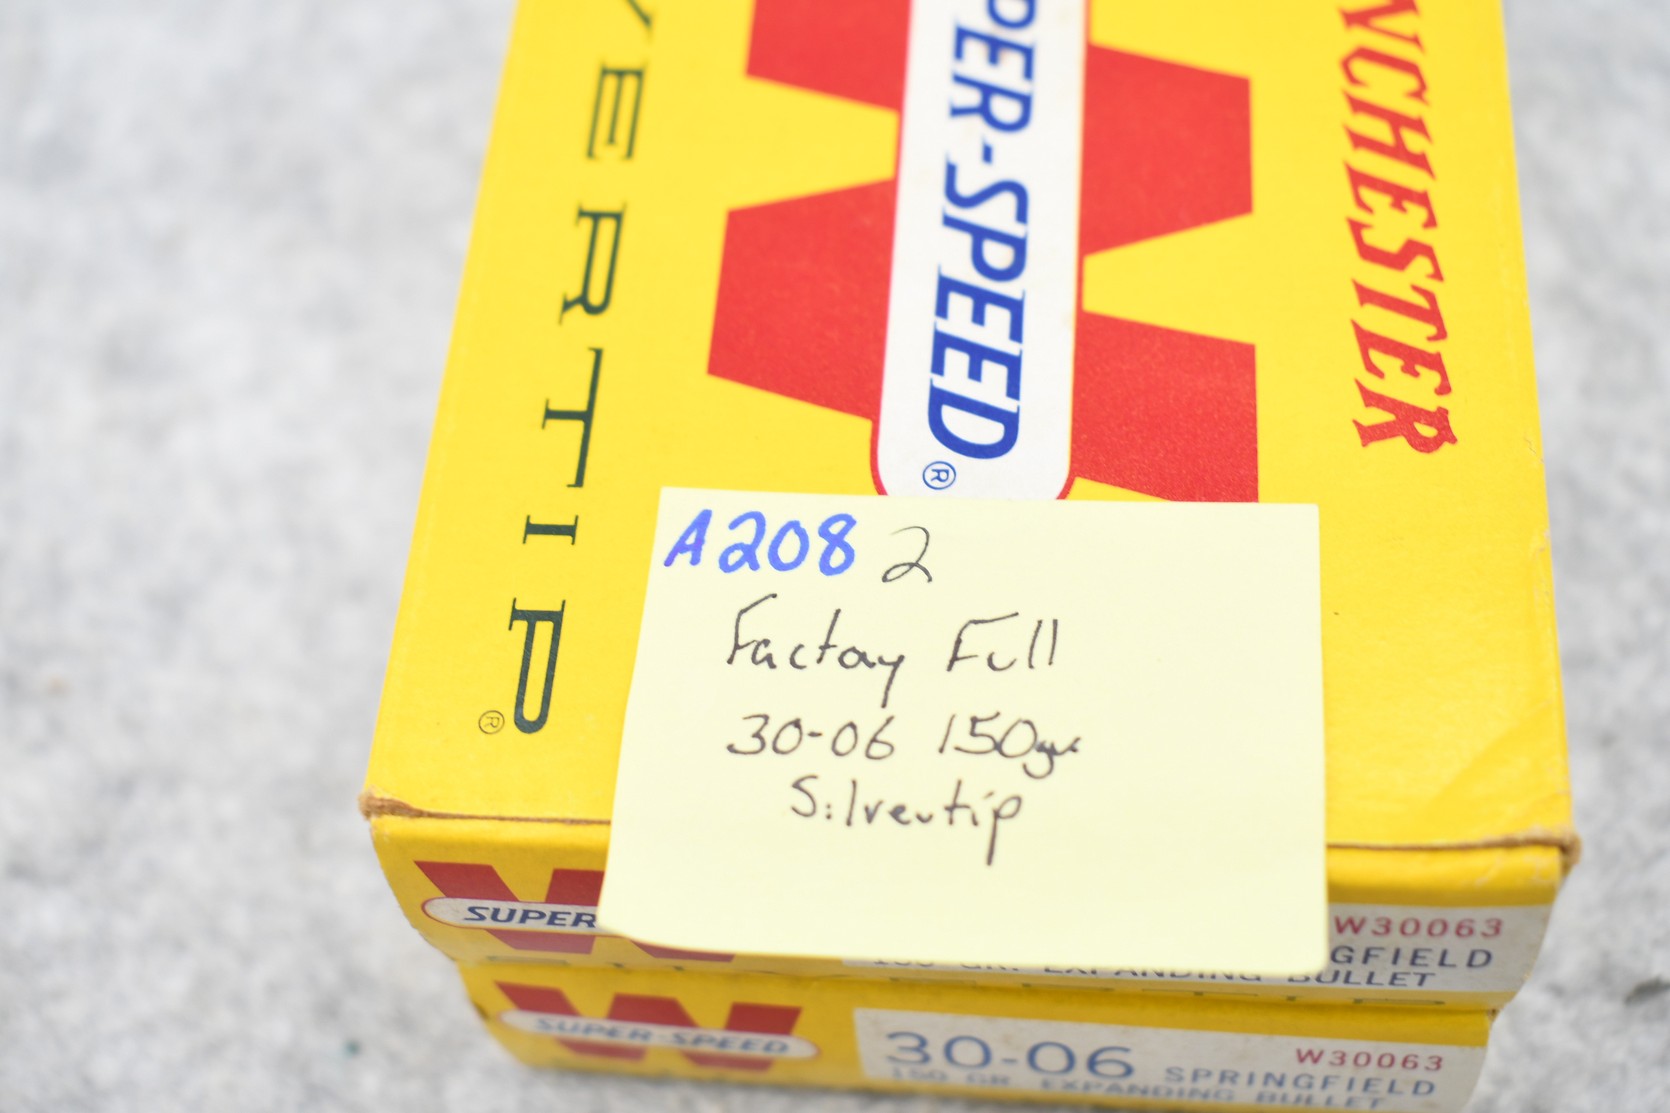 VERTIP®
PER-SPEED®
NCHESTER
A208 2
Factory Full
30-06 150gr
Silvertip
SUPER
W30063
GFIELD
GR. EXPANDING BULLET
SUPER-SPEED
30-06 SPRINGFIELD
W30063
150 GR. EXPANDING BULLET